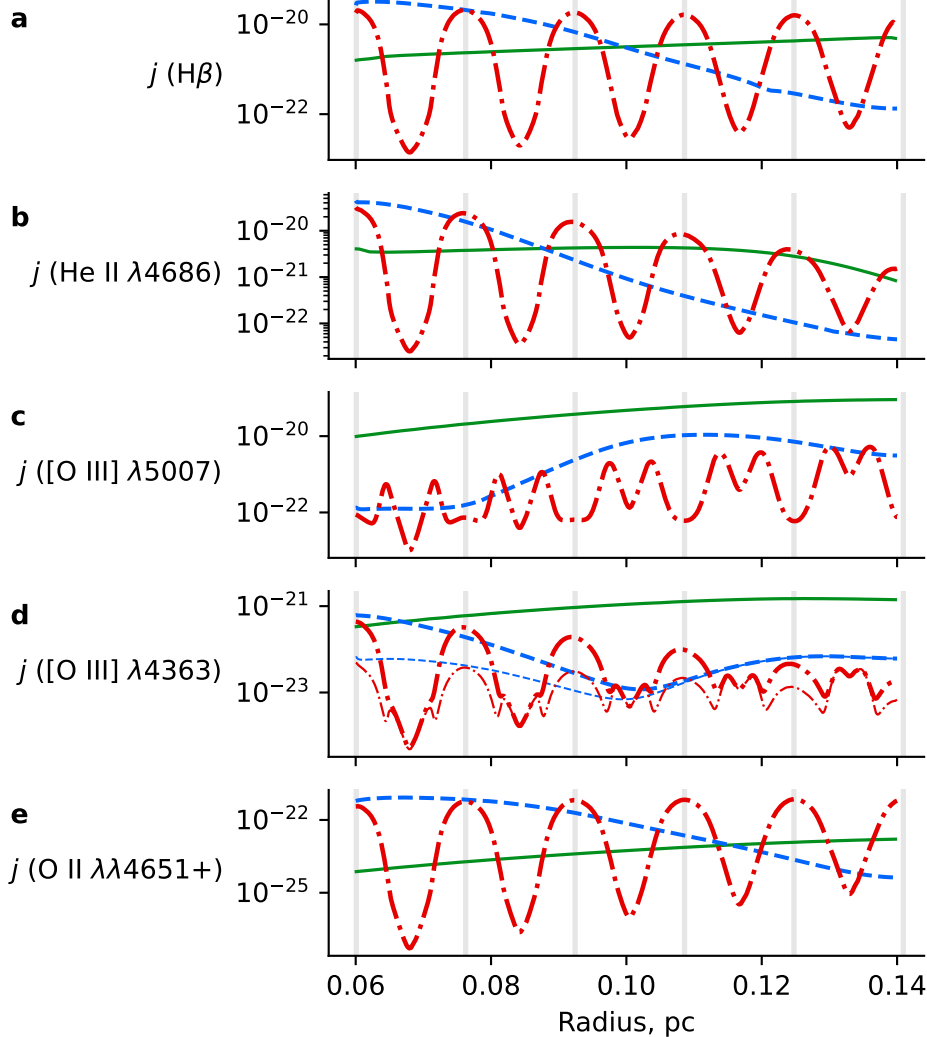 a
j (Hβ)
10⁻²⁰
10⁻²²
b
j (He II λ4686)
10⁻²⁰
10⁻²¹
10⁻²²
c
j ([O III] λ5007)
10⁻²⁰
10⁻²²
d
j ([O III] λ4363)
10⁻²¹
10⁻²³
e
j (O II λλ4651+)
10⁻²²
10⁻²⁵
0.06 0.08 0.10 0.12 0.14
Radius, pc